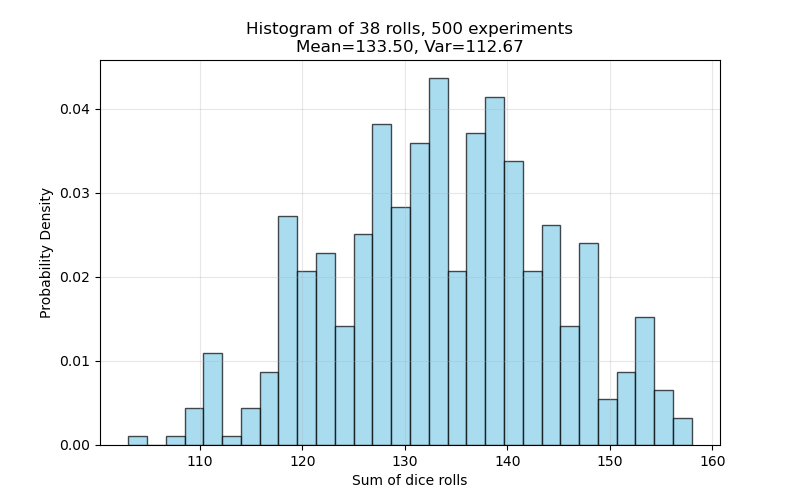 Histogram of 38 rolls, 500 experiments
Mean=133.50, Var=112.67
0.04
0.03
0.02
0.01
0.00
Probability Density
110 120 130 140 150 160
Sum of dice rolls